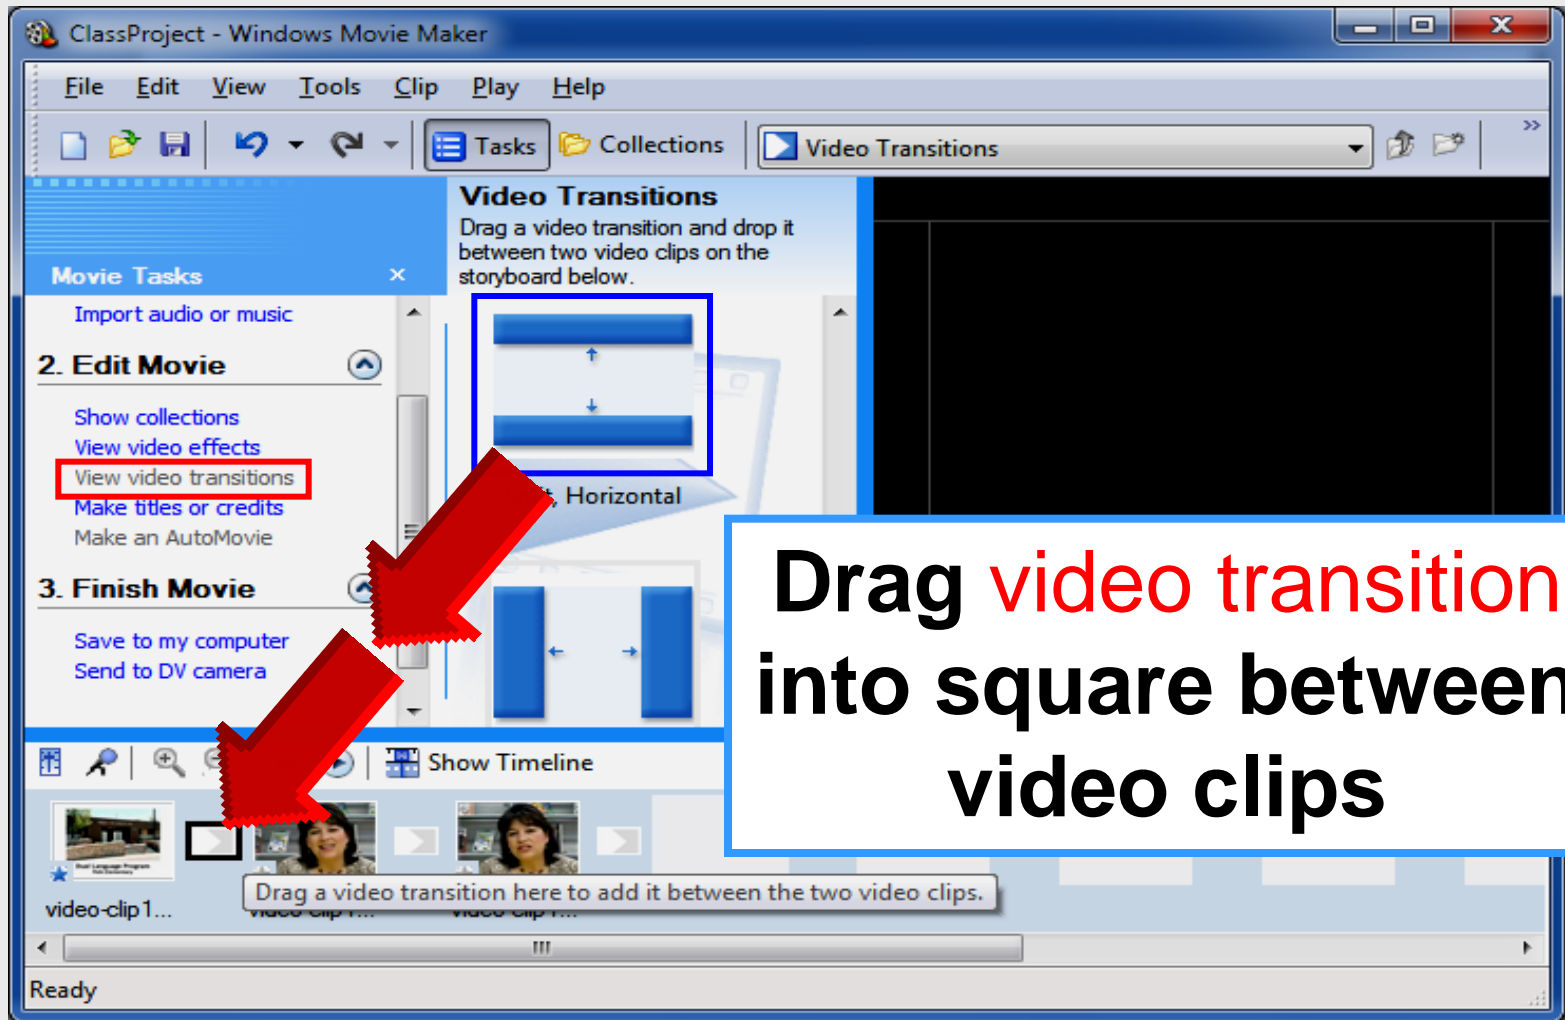 ClassProject - Windows Movie Maker
File Edit View Tools Clip Play Help
Tasks Collections Video Transitions
Movie Tasks
Import audio or music
2. Edit Movie
Show collections
View video effects
View video transitions
Make titles or credits
Make an AutoMovie
3. Finish Movie
Save to my computer
Send to DV camera
Video Transitions
Drag a video transition and drop it
between two video clips on the
storyboard below.
Horizontal
Drag video transition
into square between
video clips
Show Timeline
Dual Language Program
Drag a video transition here to add it between the two video clips.
video-clip1...
Ready